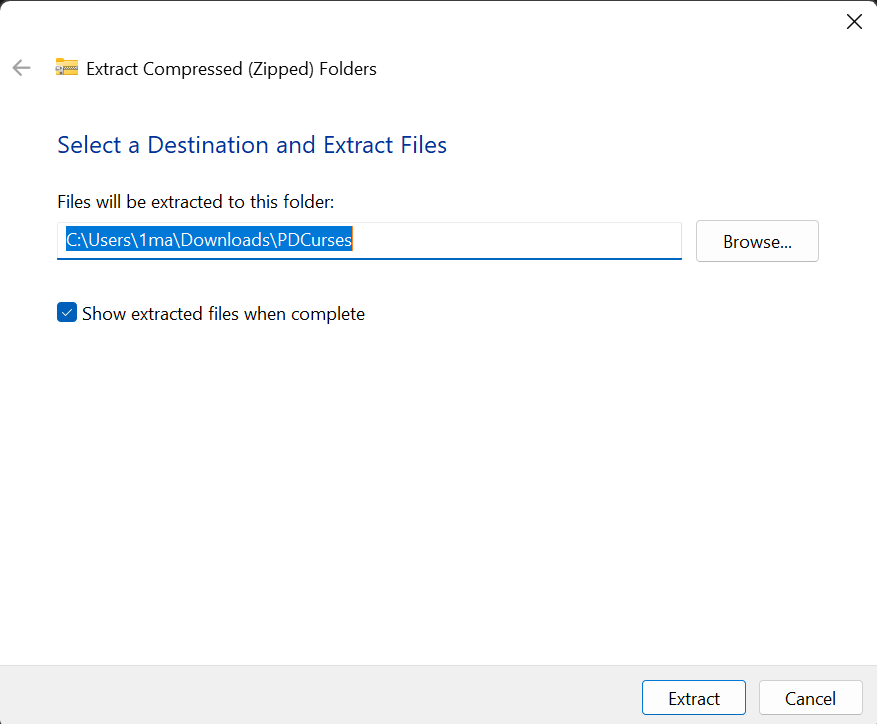 Extract Compressed (Zipped) Folders
Select a Destination and Extract Files
Files will be extracted to this folder:
C:\Users\1ma\Downloads\PDCurses
Browse...
Show extracted files when complete
Extract
Cancel